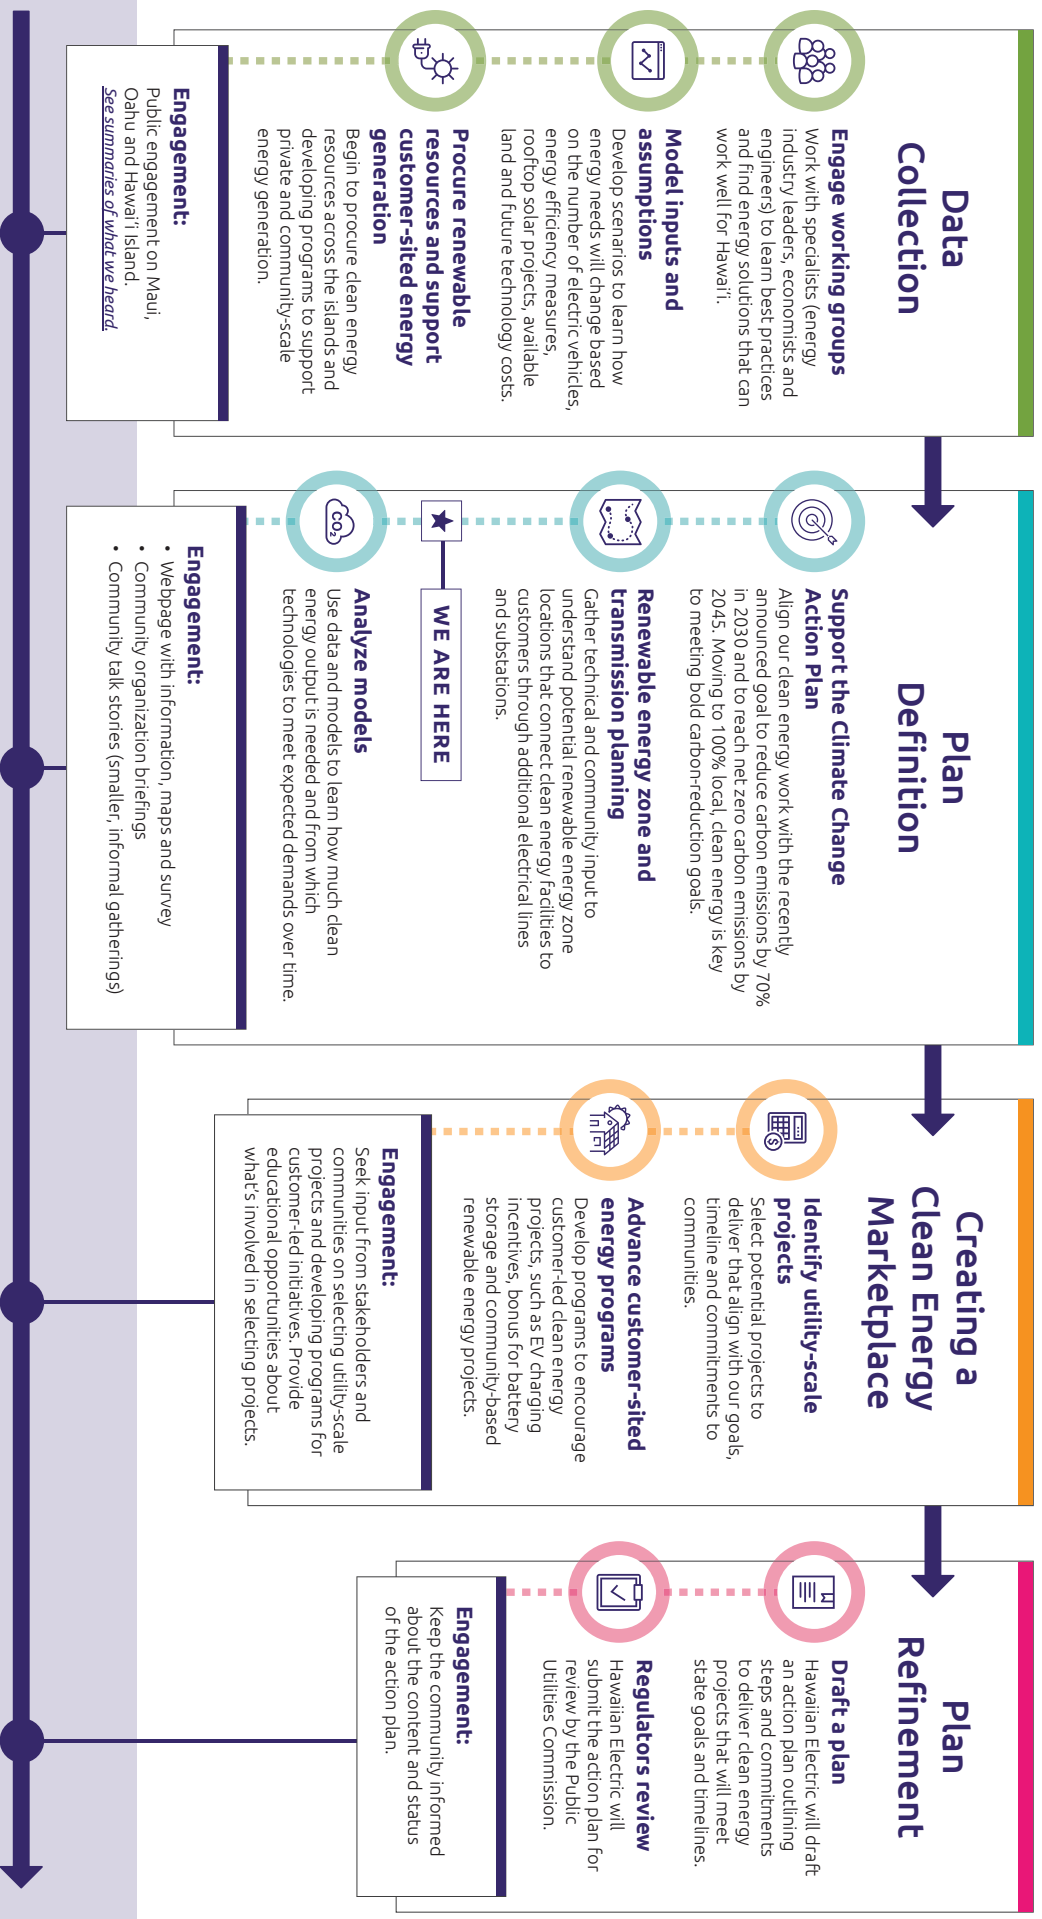 Data
Collection
Engage working groups
Work with specialists (energy
industry leaders, economists and
engineers) to learn best practices
and find energy solutions that can
work well for Hawai‘i.
Model inputs and
assumptions
Develop scenarios to learn how
energy needs will change based
on the number of electric vehicles,
energy efficiency measures,
rooftop solar projects, available
land and future technology costs.
Procure renewable
resources and support
customer-sited energy
generation
Begin to procure clean energy
resources across the islands and
developing programs to support
private and community-scale
energy generation.
Engagement:
Public engagement on Maui,
Oahu and Hawai‘i Island.
See summaries of what we heard.
Plan
Definition
Support the Climate Change
Action Plan
Align our clean energy work with the recently
announced goal to reduce carbon emissions by 70%
in 2030 and to reach net zero carbon emissions by
2045. Moving to 100% local, clean energy is key
to meeting bold carbon-reduction goals.
Renewable energy zone and
transmission planning
Gather technical and community input to
understand potential renewable energy zone
locations that connect clean energy facilities to
customers through additional electrical lines
and substations.
WE ARE HERE
CO₂
Analyze models
Use data and models to learn how much clean
energy output is needed and from which
technologies to meet expected demands over time.
Engagement:
• Webpage with information, maps and survey
• Community organization briefings
• Community talk stories (smaller, informal gatherings)
Creating a
Clean Energy
Marketplace
$
Identify utility-scale
projects
Select potential projects to
deliver that align with our goals,
timeline and commitments to
communities.
Advance customer-sited
energy programs
Develop programs to encourage
customer-led clean energy
projects, such as EV charging
incentives, bonus for battery
storage and community-based
renewable energy projects.
Engagement:
Seek input from stakeholders and
communities on selecting utility-scale
projects and developing programs for
customer-led initiatives. Provide
educational opportunities about
what's involved in selecting projects.
Plan
Refinement
Draft a plan
Hawaiian Electric will draft
an action plan outlining
steps and commitments
to deliver clean energy
projects that will meet
state goals and timelines.
Regulators review
Hawaiian Electric will
submit the action plan for
review by the Public
Utilities Commission.
Engagement:
Keep the community informed
about the content and status
of the action plan.